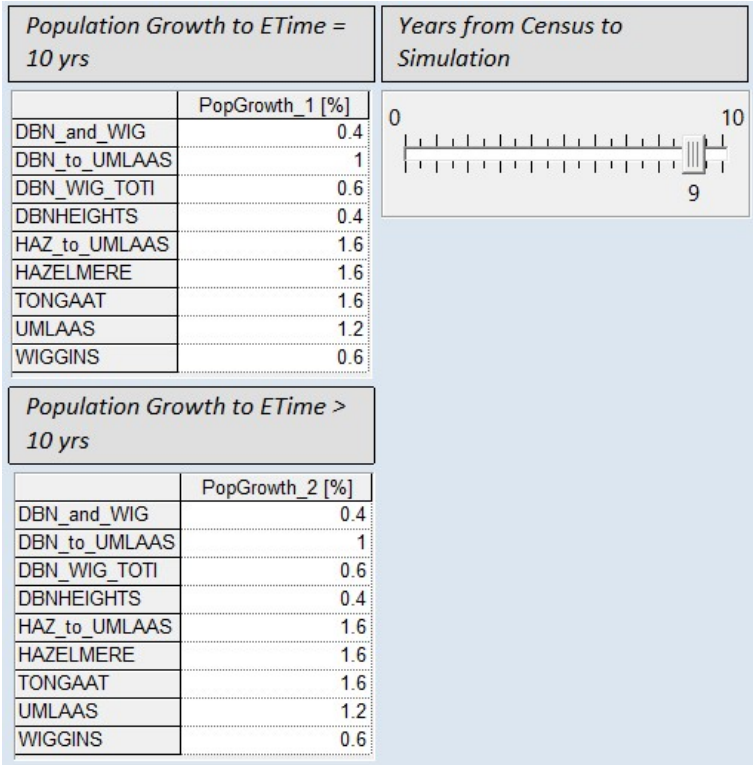 Population Growth to ETime =
10 yrs
Years from Census to
Simulation
PopGrowth_1 [%]
DBN_and_WIG 0.4
DBN_to_UMLAAS 1
DBN_WIG_TOTI 0.6
DBNHEIGHTS 0.4
HAZ_to_UMLAAS 1.6
HAZELMERE 1.6
TONGAAT 1.6
UMLAAS 1.2
WIGGINS 0.6
0 10
9
Population Growth to ETime >
10 yrs
PopGrowth_2 [%]
DBN_and_WIG 0.4
DBN_to_UMLAAS 1
DBN_WIG_TOTI 0.6
DBNHEIGHTS 0.4
HAZ_to_UMLAAS 1.6
HAZELMERE 1.6
TONGAAT 1.6
UMLAAS 1.2
WIGGINS 0.6